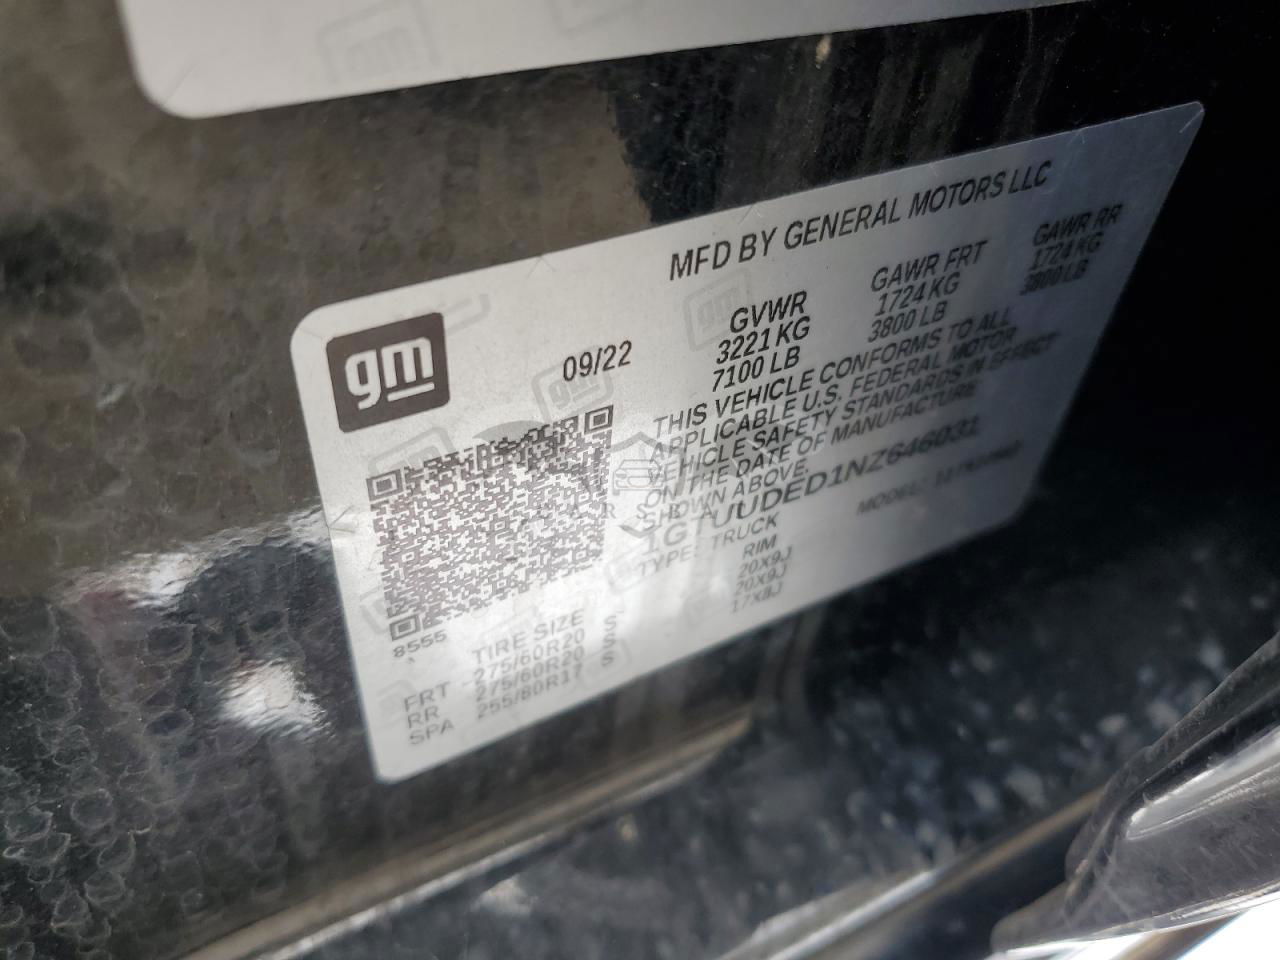 MFD BY GENERAL MOTORS LLC
gm
09/22
GVWR GAWR FRT GAWR RR
3221 KG 1724 KG 1724 KG
7100 LB 3800 LB 3800 LB
THIS VEHICLE CONFORMS TO ALL
APPLICABLE U.S. FEDERAL MOTOR
VEHICLE SAFETY STANDARDS IN EFFECT
ON THE DATE OF MANUFACTURE
SHOWN ABOVE.
1GTUUDED1NZ646031
TYPE: TRUCK MODEL:
8555
TIRE SIZE RIM
FRT 275/60R20 S 20X9J
RR 275/60R20 S 20X9J
SPA 255/80R17 S 17X8J